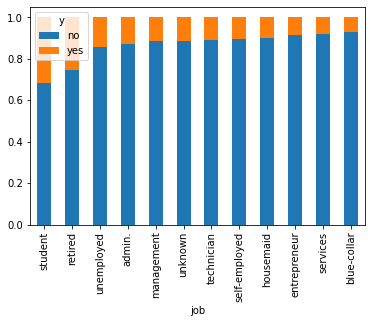 y
no
yes
1.0
0.8
0.6
0.4
0.2
0.0
student
retired
unemployed
admin.
management
unknown
technician
self-employed
housemaid
entrepreneur
services
blue-collar
job